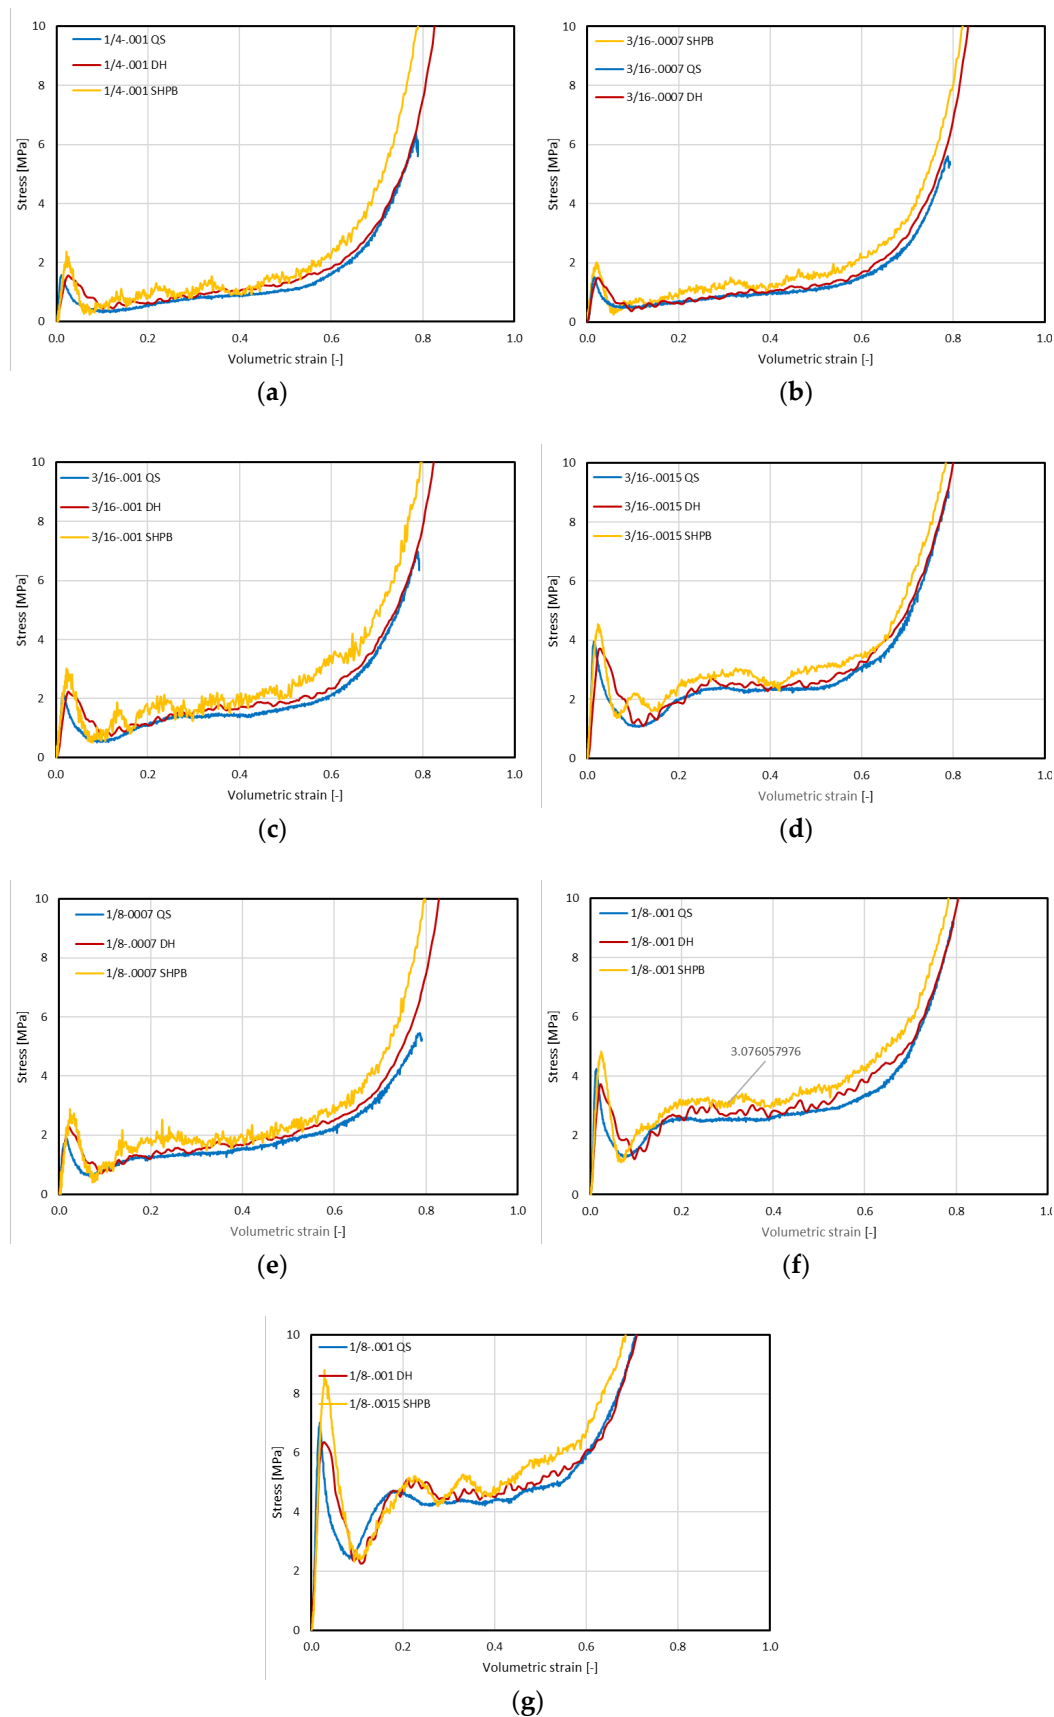 10
8
6
4
2
0
Stress [MPa]
1/4-.001 QS
1/4-.001 DH
1/4-.001 SHPB
0.0 0.2 0.4 0.6 0.8 1.0
Volumetric strain [-]
(a)
10
8
6
4
2
0
Stress [MPa]
3/16-.0007 SHPB
3/16-.0007 QS
3/16-.0007 DH
0.0 0.2 0.4 0.6 0.8 1.0
Volumetric strain [-]
(b)
10
8
6
4
2
0
Stress [MPa]
3/16-.001 QS
3/16-.001 DH
3/16-.001 SHPB
0.0 0.2 0.4 0.6 0.8 1.0
Volumetric strain [-]
(c)
10
8
6
4
2
0
Stress [MPa]
3/16-.0015 QS
3/16-.0015 DH
3/16-.0015 SHPB
0.0 0.2 0.4 0.6 0.8 1.0
Volumetric strain [-]
(d)
10
8
6
4
2
0
Stress [MPa]
1/8-0007 QS
1/8-.0007 DH
1/8-.0007 SHPB
0.0 0.2 0.4 0.6 0.8 1.0
Volumetric strain [-]
(e)
10
8
6
4
2
0
Stress [MPa]
1/8-.001 QS
1/8-.001 DH
1/8-.001 SHPB
3.076057976
0.0 0.2 0.4 0.6 0.8 1.0
Volumetric strain [-]
(f)
10
8
6
4
2
0
Stress [MPa]
1/8-.001 QS
1/8-.001 DH
1/8-.0015 SHPB
0.0 0.2 0.4 0.6 0.8 1.0
Volumetric strain [-]
(g)